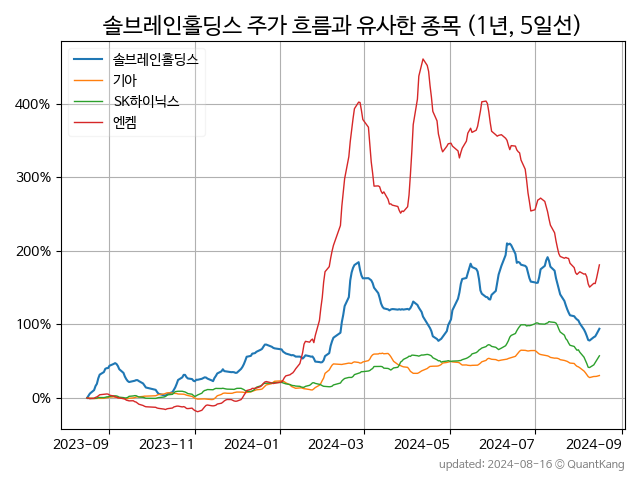 솔브레인홀딩스 주가 흐름과 유사한 종목 (1년, 5일선)
솔브레인홀딩스
기아
SK하이닉스
엔켐
400%
300%
200%
100%
0%
2023-09 2023-11 2024-01 2024-03 2024-05 2024-07 2024-09
updated: 2024-08-16 © QuantKang